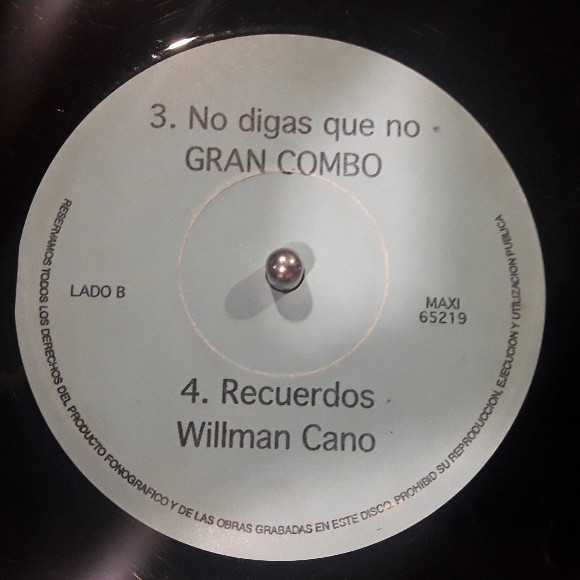 3. No digas que no
GRAN COMBO
LADO B
MAXI
65219
4. Recuerdos
Willman Cano
RESERVAMOS TODOS LOS DERECHOS DEL PRODUCTO FONOGRAFICO Y DE LAS OBRAS GRABADAS EN ESTE DISCO. PROHIBID SU REPRODUCCION, EJECUCION Y UTILIZACION PUBLICA